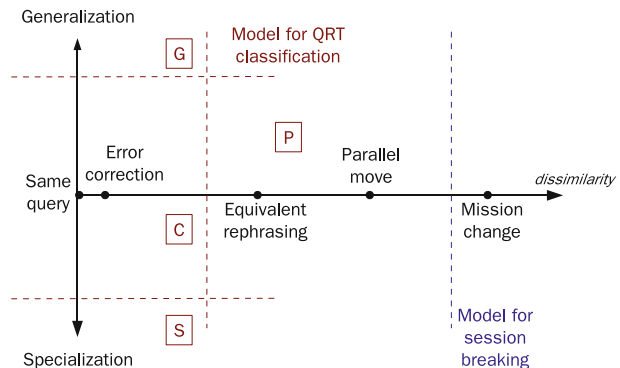 Generalization
Model for QRT
classification
G
P
Error
correction
Parallel
move
Same
query
dissimilarity
C
Equivalent
rephrasing
Mission
change
S
Model for
session
breaking
Specialization